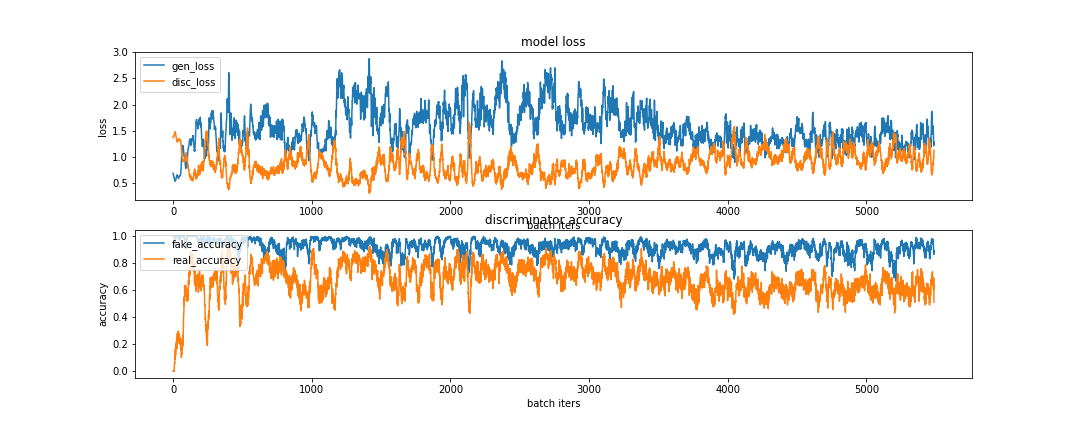 model loss
3.0
2.5
2.0
1.5
1.0
0.5
loss
gen_loss
disc_loss
0 1000 2000 3000 4000 5000
batch iters
discriminator accuracy
1.0
0.8
0.6
0.4
0.2
0.0
accuracy
fake_accuracy
real_accuracy
0 1000 2000 3000 4000 5000
batch iters